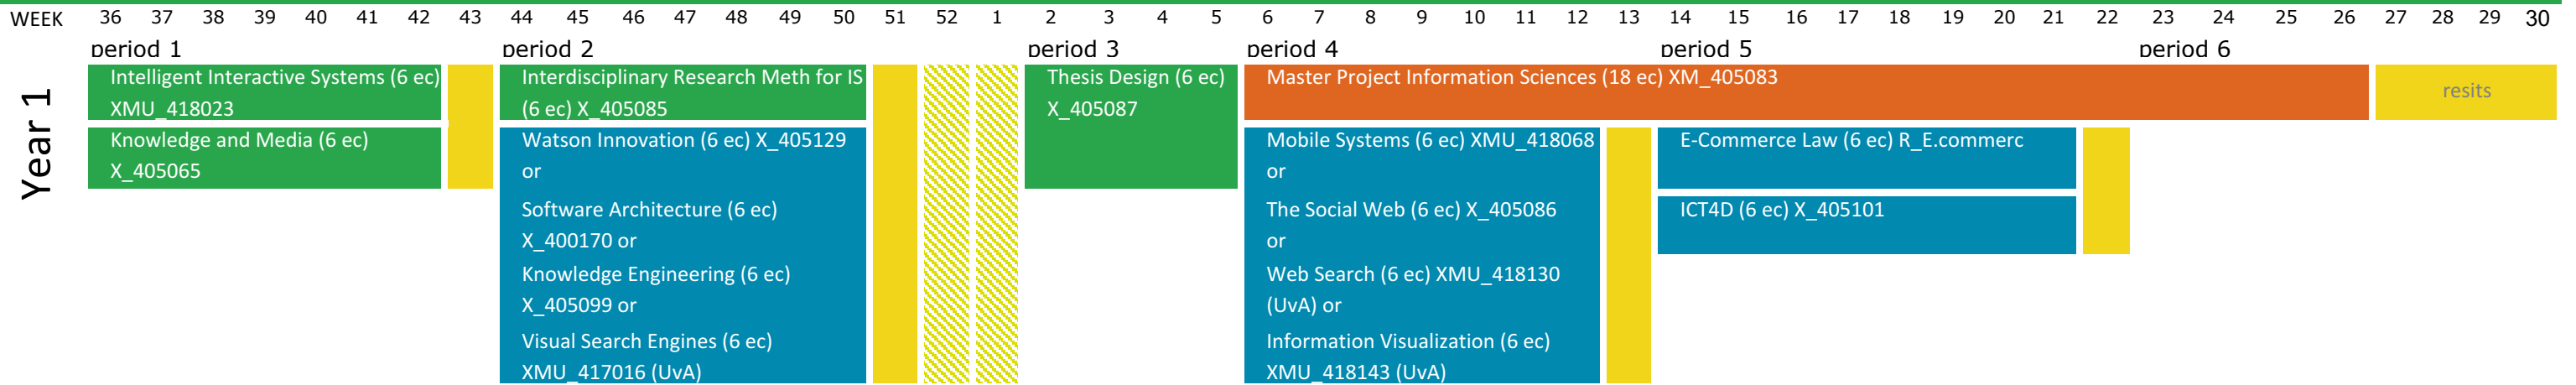 WEEK 36 37 38 39 40 41 42 43 44 45 46 47 48 49 50 51 52 1 2 3 4 5 6 7 8 9 10 11 12 13 14 15 16 17 18 19 20 21 22 23 24 25 26 27 28 29 30
period 1 period 2 period 3 period 4 period 5 period 6
Year 1
Intelligent Interactive Systems (6 ec)
XMU_418023
Knowledge and Media (6 ec)
X_405065
Interdisciplinary Research Meth for IS
(6 ec) X_405085
Watson Innovation (6 ec) X_405129
or
Software Architecture (6 ec)
X_400170 or
Knowledge Engineering (6 ec)
X_405099 or
Visual Search Engines (6 ec)
XMU_417016 (UvA)
Thesis Design (6 ec)
X_405087
Master Project Information Sciences (18 ec) XM_405083
Mobile Systems (6 ec) XMU_418068
or
The Social Web (6 ec) X_405086
or
Web Search (6 ec) XMU_418130
(UvA) or
Information Visualization (6 ec)
XMU_418143 (UvA)
E-Commerce Law (6 ec) R_E.commerc
ICT4D (6 ec) X_405101
resits